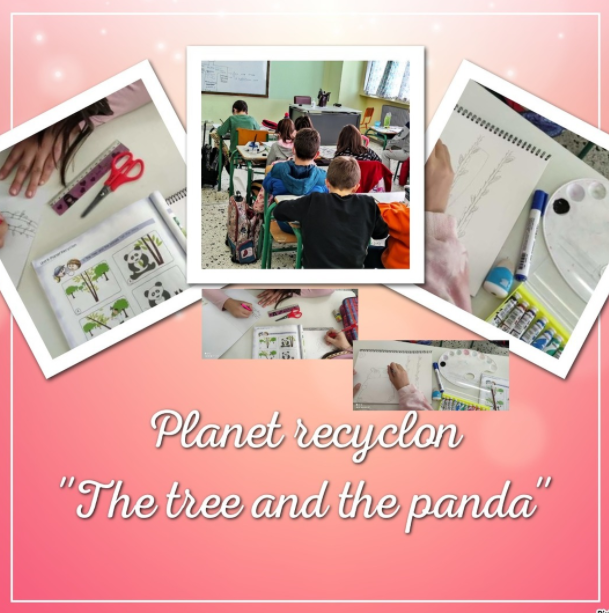 Planet recyclon
"The tree and the panda"